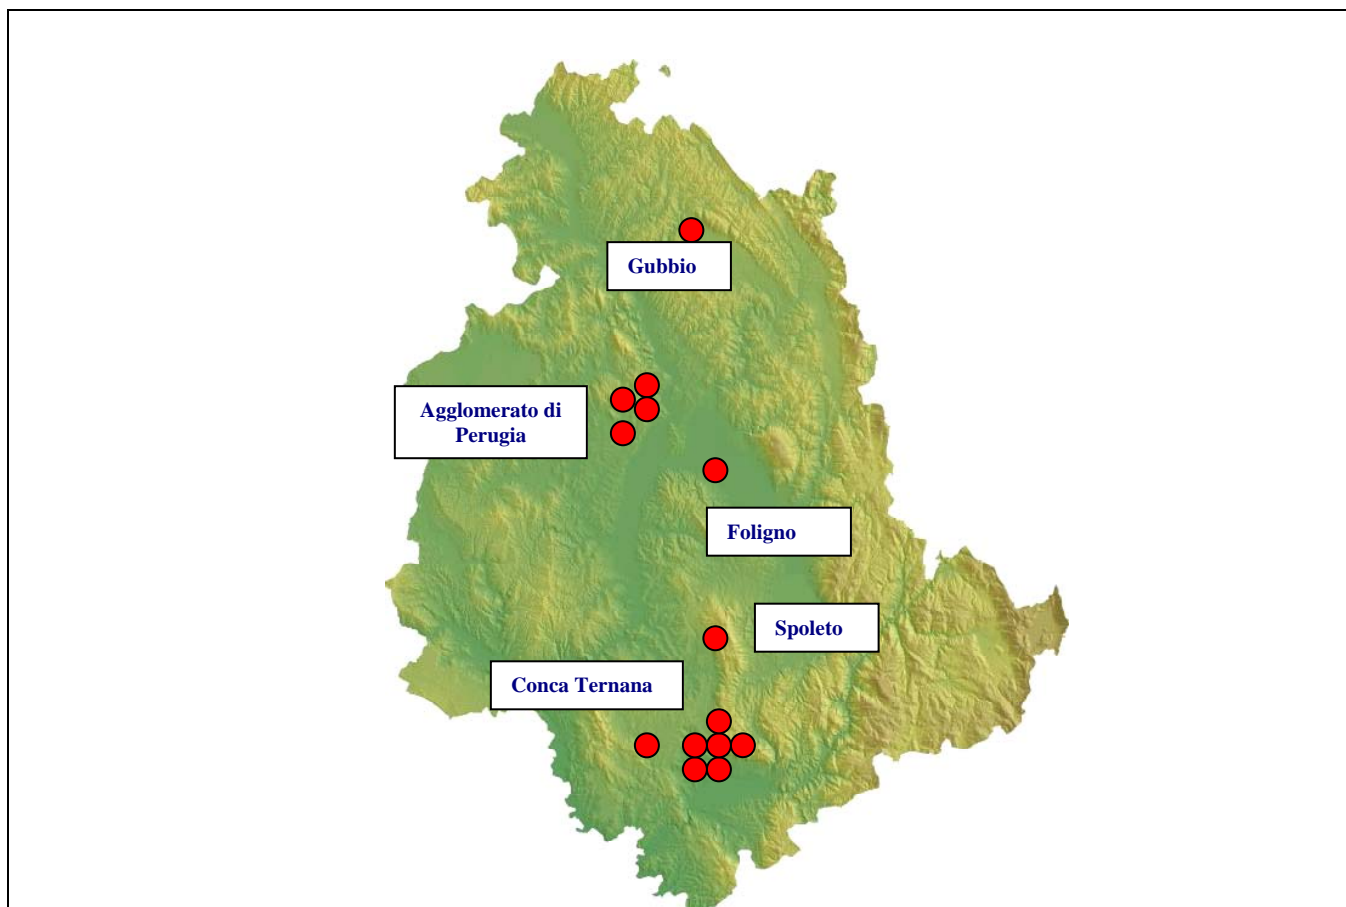 Gubbio
Agglomerato di
Perugia
Foligno
Spoleto
Conca Ternana